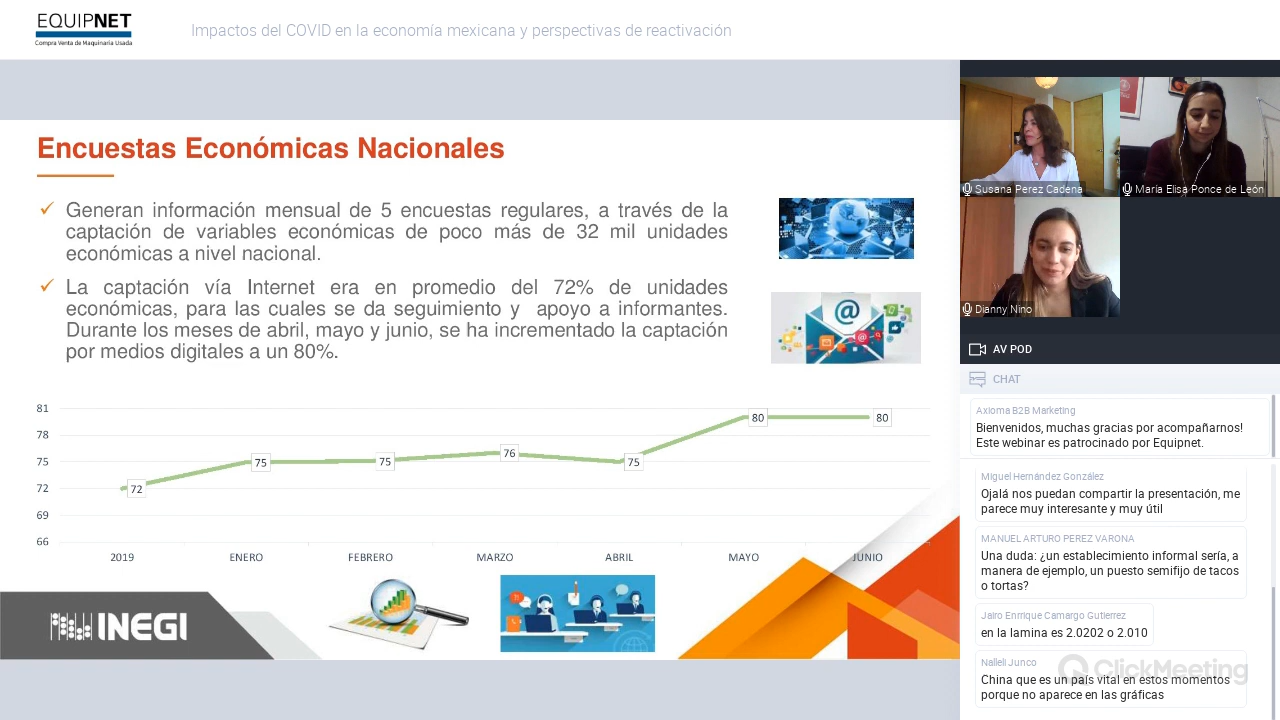 EQUIPNET
Compra Venta de Maquinaria Usada
Impactos del COVID en la economía mexicana y perspectivas de reactivación
Encuestas Económicas Nacionales
Generan información mensual de 5 encuestas regulares, a través de la
captación de variables económicas de poco más de 32 mil unidades
económicas a nivel nacional.
La captación vía Internet era en promedio del 72% de unidades
económicas, para las cuales se da seguimiento y apoyo a informantes.
Durante los meses de abril, mayo y junio, se ha incrementado la captación
por medios digitales a un 80%.
81
78
75
72
69
66
72
75
75
76
75
80
80
2019
ENERO
FEBRERO
MARZO
ABRIL
MAYO
JUNIO
INEGI
Susana Perez Cadena
María Elisa Ponce de León
Dianny Nino
AV POD
CHAT
Axioma B2B Marketing
Bienvenidos, muchas gracias por acompañarnos!
Este webinar es patrocinado por Equipnet.
Miguel Hernández González
Ojalá nos puedan compartir la presentación, me
parece muy interesante y muy útil
MANUEL ARTURO PEREZ VARONA
Una duda: ¿un establecimiento informal sería, a
manera de ejemplo, un puesto semifijo de tacos
o tortas?
Jairo Enrrique Camargo Gutierrez
en la lamina es 2.0202 o 2.010
Nalleli Junco
China que es un país vital en estos momentos
porque no aparece en las gráficas
ClickMeeting